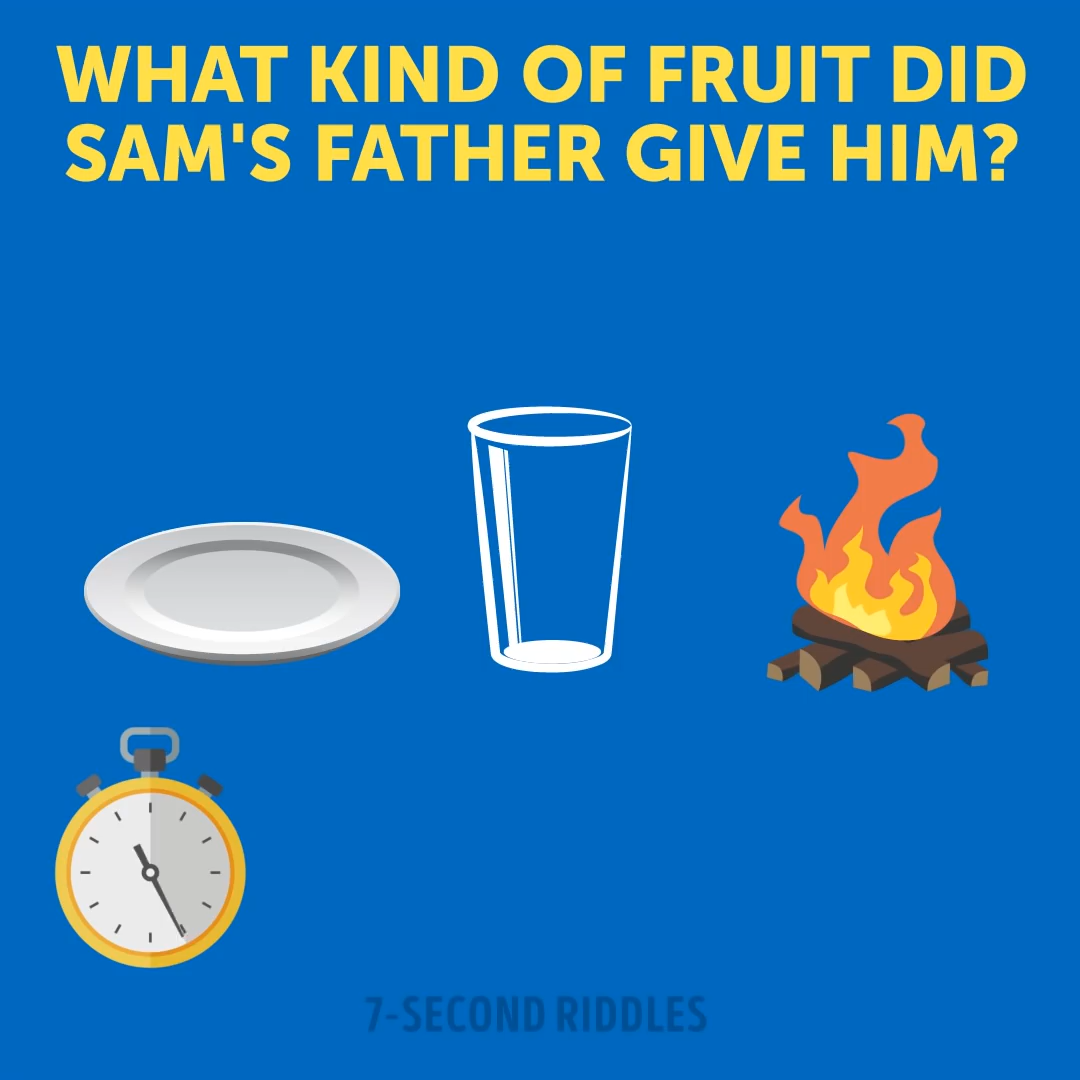 WHAT KIND OF FRUIT DID
SAM'S FATHER GIVE HIM?
7-SECOND RIDDLES